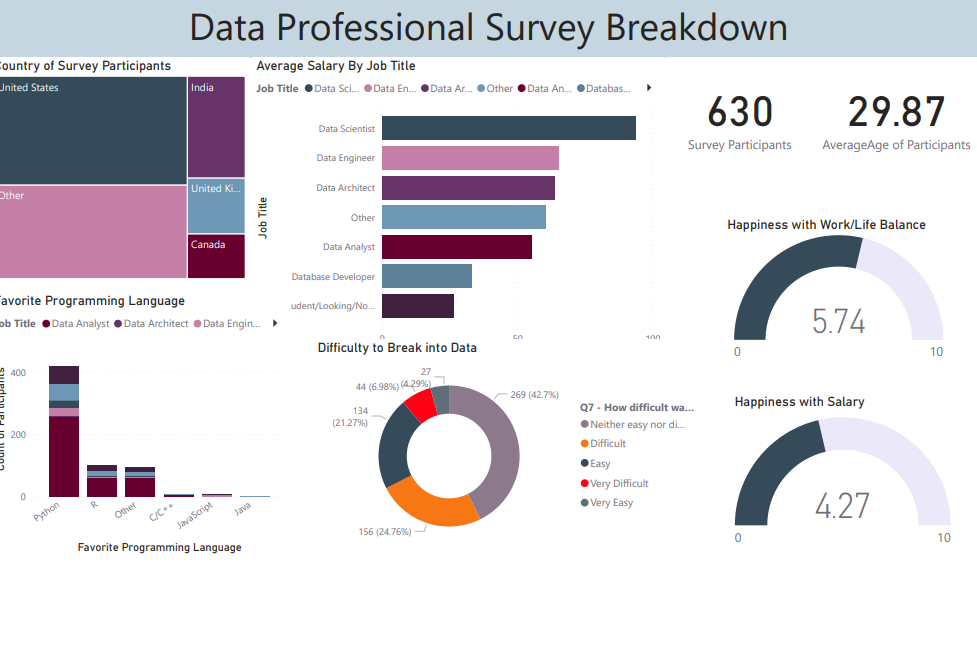 Data Professional Survey Breakdown
Country of Survey Participants
United States
India
Other
United Ki...
Canada
Average Salary By Job Title
Job Title Data Sci... Data En... Data Ar... Other Data An... Databas...
Job Title
Data Scientist
Data Engineer
Data Architect
Other
Data Analyst
Database Developer
udent/Looking/No...
0 50 100
630
Survey Participants
29.87
AverageAge of Participants
Happiness with Work/Life Balance
5.74
0 10
Happiness with Salary
4.27
0 10
Favorite Programming Language
ob Title Data Analyst Data Architect Data Engin...
Count of Participants
400
200
0
Python R Other C/C++ JavaScript Java
Favorite Programming Language
Difficulty to Break into Data
27
(4.29%)
44 (6.98%)
134
(21.27%)
269 (42.7%)
156 (24.76%)
Q7 - How difficult wa...
Neither easy nor di...
Difficult
Easy
Very Difficult
Very Easy